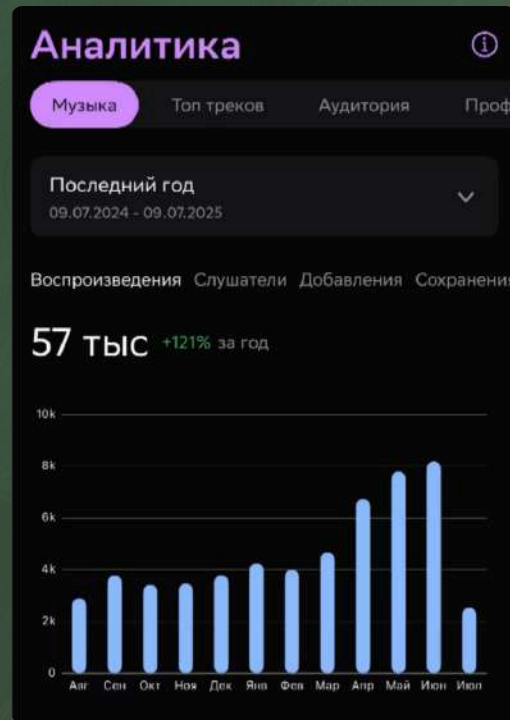 Аналитика
Музыка Топ треков Аудитория Проф
Последний год
09.07.2024 - 09.07.2025
Воспроизведения Слушатели Добавления Сохранения
57 тыс +121% за год
10k
8k
6k
4k
2k
0
Авг Сен Окт Ноя Дек Янв Фев Мар Апр Май Июн Июл